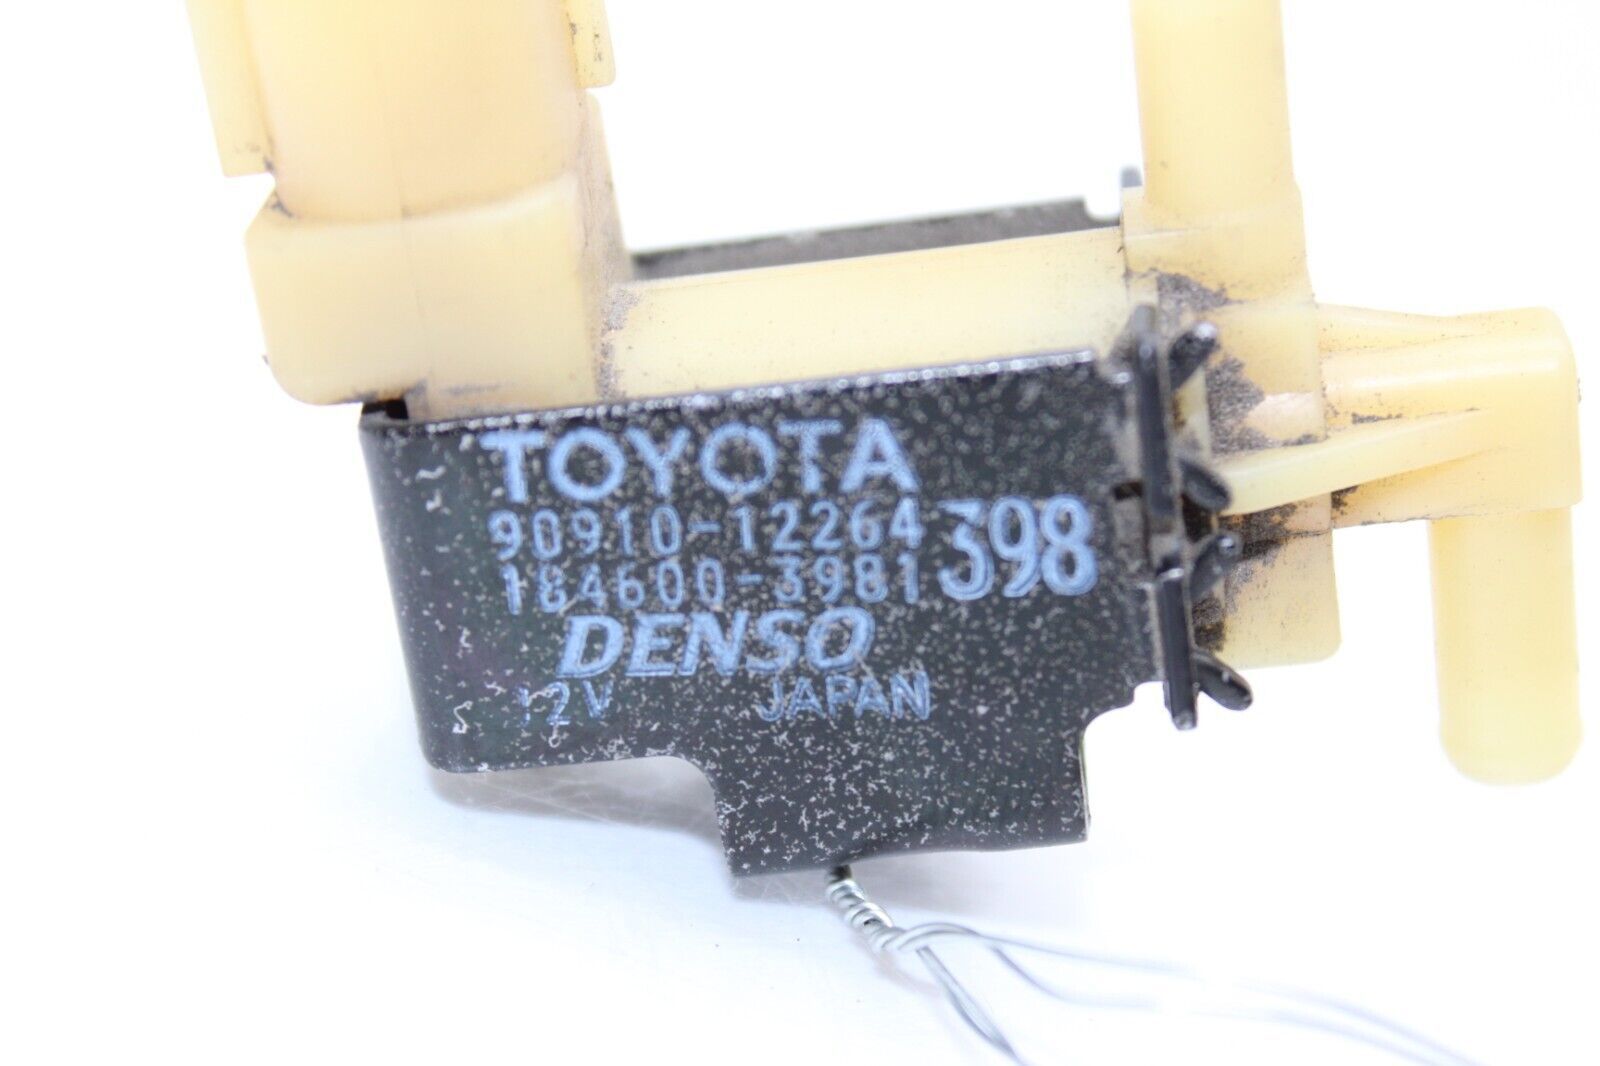 TOYOTA
90910-12264
184600-3981
398
DENSO
12V JAPAN